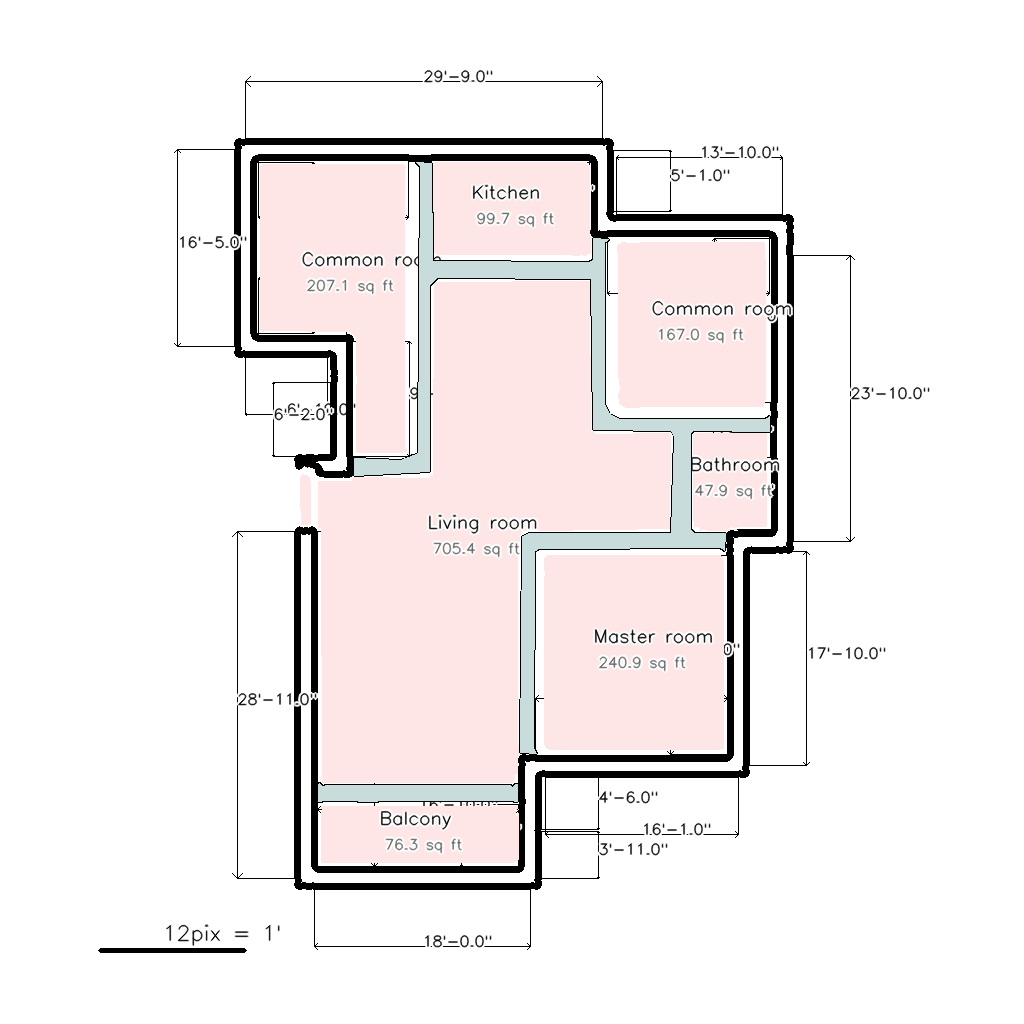 29'-9.0"
13'-10.0"
5'-1.0"
Kitchen
99.7 sq ft
16'-5.0"
Common
207.1 sq ft
Common room
167.0 sq ft
23'-10.0"
6'-2.0"
Bathroom
47.9 sq ft
Living room
705.4 sq ft
Master room
240.9 sq ft
17'-10.0"
28'-11.0"
4'-6.0"
Balcony
76.3 sq ft
16'-1.0"
3'-11.0"
12pix = 1'
18'-0.0"